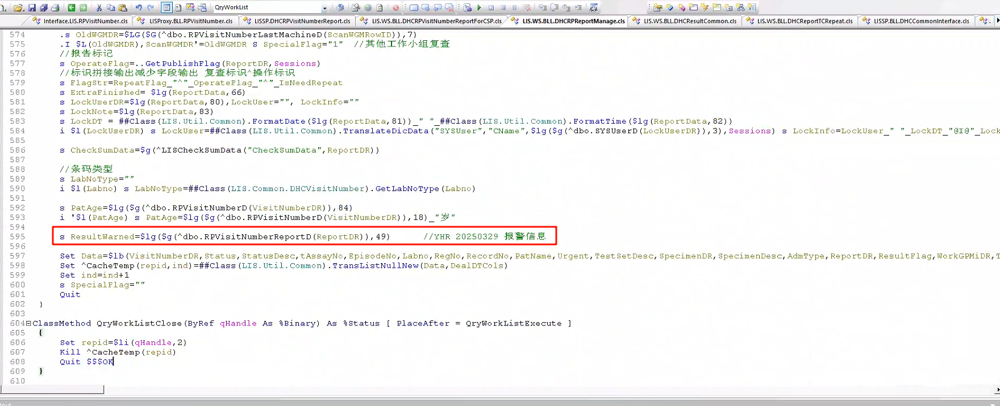 QryWorkList
Interface.LIS.RPVisitNumber.cls LISProxy.BLL.RPVisitNumber.cls LISSP.DHCRPVisitNumberReport.cls LIS.WS.BLL.DHCRPVisitNumberReportForCSP.cls LIS.WS.BLL.DHCRPReportManage.cls LIS.WS.BLL.DHCResultCommon.cls LIS.WS.BLL.DHCReportTCRepeat.cls LISSP.BLL.DHCCommonInterface.cls
574 .s OldWGMDR=$LG($G(^dbo.RPVisitNumberLastMachineD(ScanWGMRowID)),7)
575 .I $L(OldWGMDR),ScanWGMDR'=OldWGMDR S SpecialFlag="1" //其他工作小组复查
576 //报告标记
577 s OperateFlag=..GetPublishFlag(ReportDR,Sessions)
578 //标识拼接输出减少字段输出 复查标识^操作标识
579 s FlagStr=RepeatFlag_"^"_OperateFlag_"^"_IsNeedRepeat
580 s ExtraFinished= $lg(ReportData,66)
581 s LockUserDR=$lg(ReportData,80),LockUser="", LockInfo=""
582 s LockNote=$lg(ReportData,83)
583 s LockDT = ##Class(LIS.Util.Common).FormatDate($lg(ReportData,81))_" "_##Class(LIS.Util.Common).FormatTime($lg(ReportData,82))
584 i $l(LockUserDR) s LockUser=##Class(LIS.Util.Common).TranslateDicData("SYSUser","CName",$lg($g(^dbo.SYSUserD(LockUserDR)),3),Sessions) s LockInfo=LockUser_" "_LockDT_"@I@"_Lock
585
586 s CheckSumData=$g(^LISCheckSumData("CheckSumData",ReportDR))
587
588 //条码类型
589 s LabNoType=""
590 i $l(Labno) s LabNoType=##Class(LIS.Common.DHCVisitNumber).GetLabNoType(Labno)
591
592 s PatAge=$lg($g(^dbo.RPVisitNumberD(VisitNumberDR)),84)
593 i '$l(PatAge) s PatAge=$lg($g(^dbo.RPVisitNumberD(VisitNumberDR)),18)_"岁"
594
595 s ResultWarned=$lg($g(^dbo.RPVisitNumberReportD(ReportDR)),49) //YHR 20250329 报警信息
596
597 Set Data=$lb(VisitNumberDR,Status,StatusDesc,tAssayNo,EpisodeNo,Labno,RegNo,RecordNo,PatName,Urgent,TestSetDesc,SpecimenDR,SpecimenDesc,AdmType,ReportDR,ResultFlag,WorkGPMiDR,T
598 Set ^CacheTemp(repid,ind)=##Class(LIS.Util.Common).TransListNullNew(Data,DealDTCols)
599 Set ind=ind+1
600 s SpecialFlag=""
601 Quit
602 }
603
604 ClassMethod QryWorkListClose(ByRef qHandle As %Binary) As %Status [ PlaceAfter = QryWorkListExecute ]
605 {
606 Set repid=$li(qHandle,2)
607 Kill ^CacheTemp(repid)
608 Quit $$$OK
609 }
610